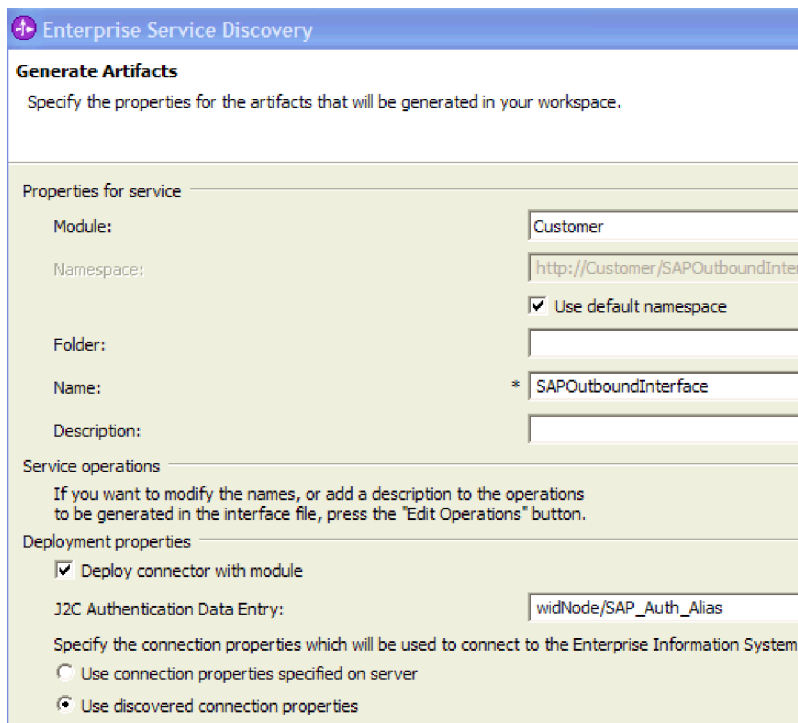 Enterprise Service Discovery
Generate Artifacts
Specify the properties for the artifacts that will be generated in your workspace.
Properties for service
Module: Customer
Namespace: http://Customer/SAPOutboundInter
Use default namespace
Folder:
Name: * SAPOutboundInterface
Description:
Service operations
If you want to modify the names, or add a description to the operations
to be generated in the interface file, press the "Edit Operations" button.
Deployment properties
Deploy connector with module
J2C Authentication Data Entry: widNode/SAP_Auth_Alias
Specify the connection properties which will be used to connect to the Enterprise Information System
Use connection properties specified on server
Use discovered connection properties